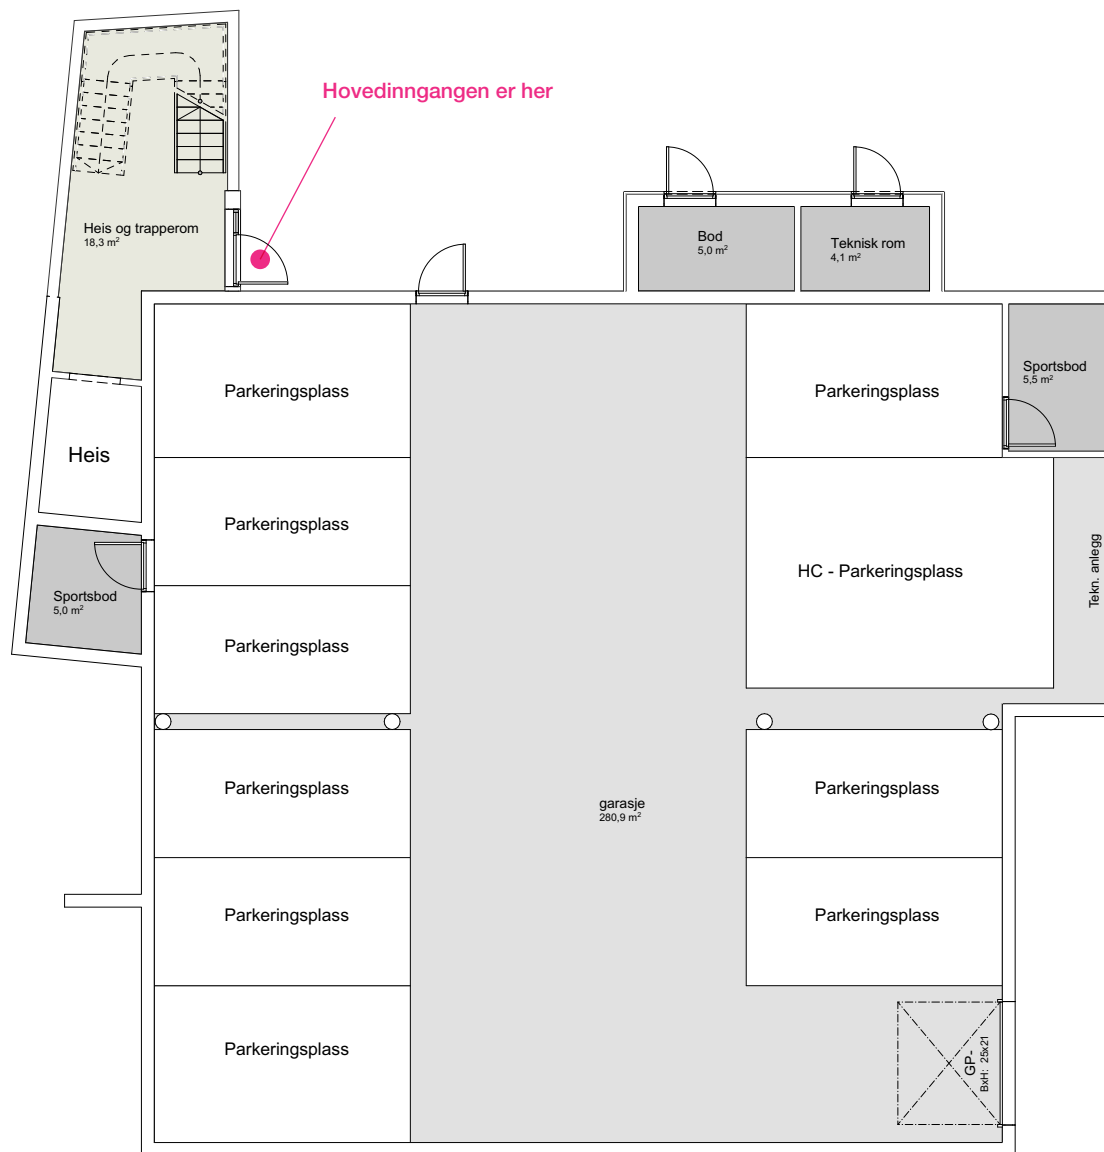 Hovedinngangen er her
Heis og trapperom
18,3 m²
Bod
5,0 m²
Teknisk rom
4,1 m²
Parkeringsplass
Parkeringsplass
Sportsbod
5,5 m²
Heis
Parkeringsplass
HC - Parkeringsplass
Tekn. anlegg
Sportsbod
5,0 m²
Parkeringsplass
Parkeringsplass
Parkeringsplass
garasje
280,9 m²
Parkeringsplass
Parkeringsplass
Parkeringsplass
GP-
BxH: 25x21